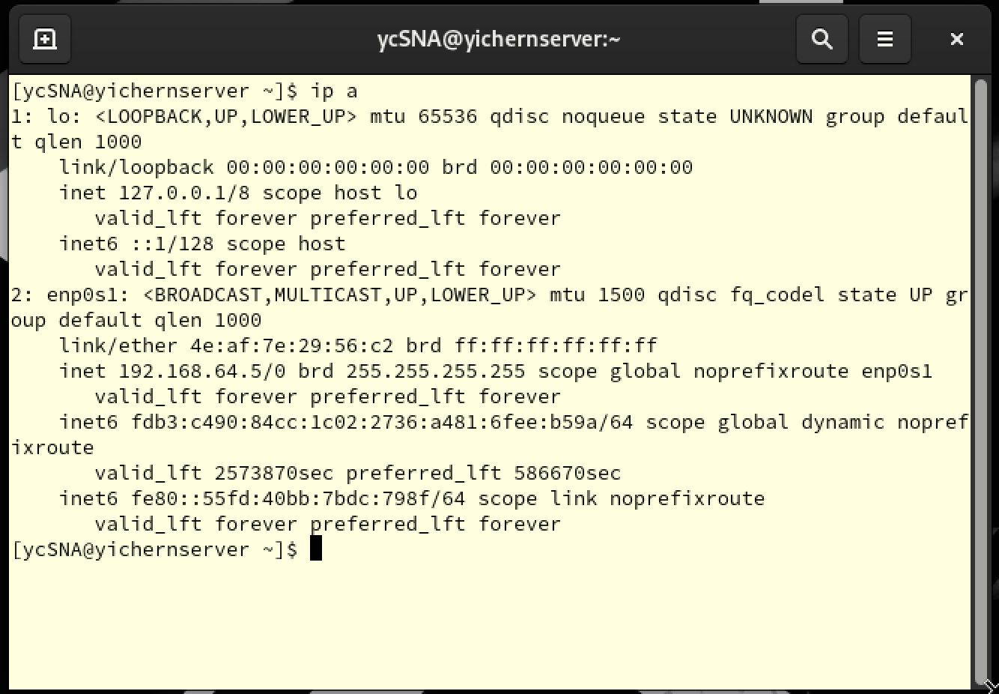 ycSNA@yichernserver:~
[ycSNA@yichernserver ~]$ ip a
1: lo: <LOOPBACK,UP,LOWER_UP> mtu 65536 qdisc noqueue state UNKNOWN group defaul
t qlen 1000
    link/loopback 00:00:00:00:00:00 brd 00:00:00:00:00:00
    inet 127.0.0.1/8 scope host lo
       valid_lft forever preferred_lft forever
    inet6 ::1/128 scope host
       valid_lft forever preferred_lft forever
2: enp0s1: <BROADCAST,MULTICAST,UP,LOWER_UP> mtu 1500 qdisc fq_codel state UP gr
oup default qlen 1000
    link/ether 4e:af:7e:29:56:c2 brd ff:ff:ff:ff:ff:ff
    inet 192.168.64.5/0 brd 255.255.255.255 scope global noprefixroute enp0s1
       valid_lft forever preferred_lft forever
    inet6 fdb3:c490:84cc:1c02:2736:a481:6fee:b59a/64 scope global dynamic nopref
ixroute
       valid_lft 2573870sec preferred_lft 586670sec
    inet6 fe80::55fd:40bb:7bdc:798f/64 scope link noprefixroute
       valid_lft forever preferred_lft forever
[ycSNA@yichernserver ~]$